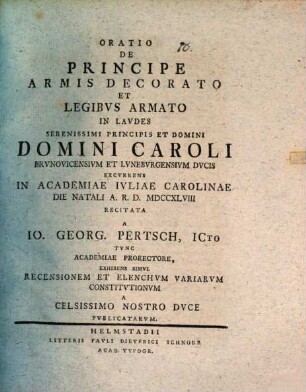 ORATIO
DE
PRINCIPE
ARMIS DECORATO
ET
LEGIBVS ARMATO
IN LAVDES
SERENISSIMI PRINCIPIS ET DOMINI
DOMINI CAROLI
BRVNOVICENSIVM ET LVNEBVRGENSIVM DVCIS
EXCVRRENS
IN ACADEMIAE IVLIAE CAROLINAE
DIE NATALI A. R. D. MDCCXLVIII
RECITATA
A
IO. GEORG. PERTSCH, ICTO
TVNC
ACADEMIAE PRORECTORE,
EXHIBENS SIMVL
RECENSIONEM ET ELENCHVM VARIARVM
CONSTITVTIONVM
A
CELSISSIMO NOSTRO DVCE
PVBLICATARVM.
HELMSTADII
LITTERIS PAVLI DIETERICI SCHNORR
ACAD. TYPOGR.